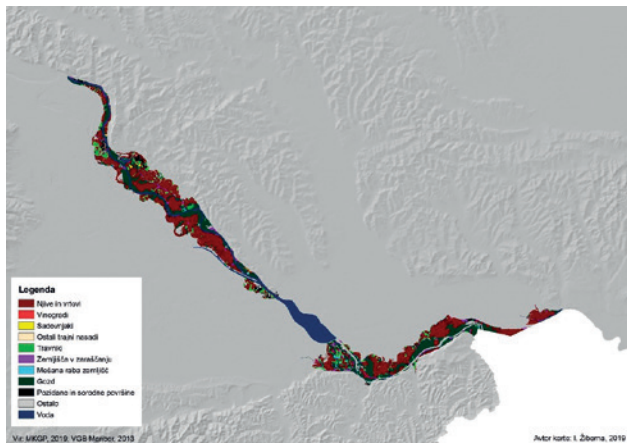 Legenda
Njive in vrtovi
Vinogradi
Sadovnjaki
Ostali trajni nasadi
Travnik
Zemljišča v zaraščanju
Mešana raba zemljišč
Gozd
Pozidano in sorodne površine
Ostalo
Voda
Vir: MKGP, 2019, VGB Maribor, 2013
Avtor karte: I. Žiberna, 2019